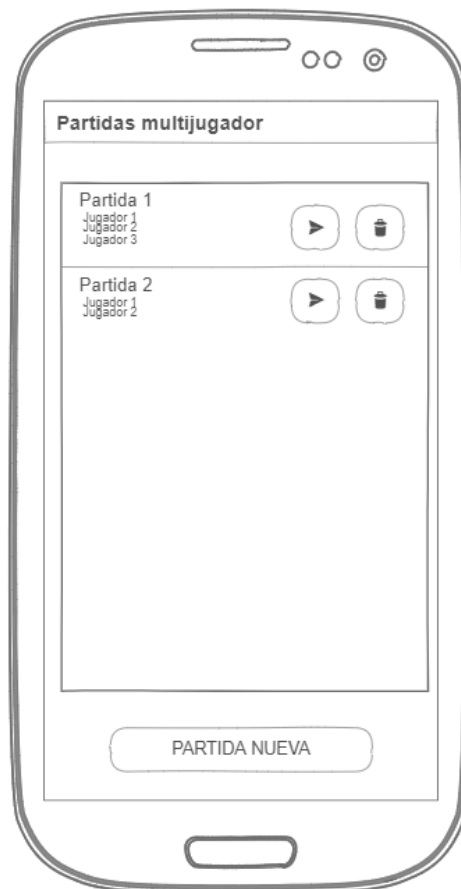 Partidas multijugador
Partida 1
Jugador 1
Jugador 2
Jugador 3
Partida 2
Jugador 1
Jugador 2
PARTIDA NUEVA